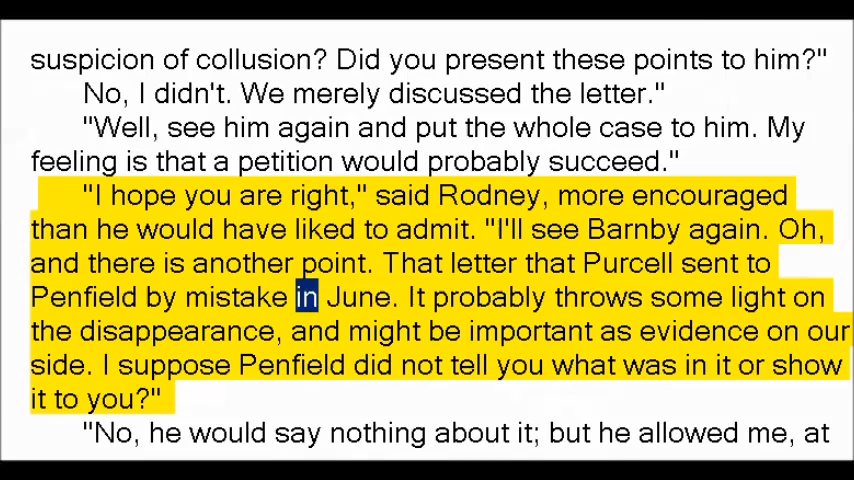 suspicion of collusion? Did you present these points to him?"
No, I didn't. We merely discussed the letter."
"Well, see him again and put the whole case to him. My
feeling is that a petition would probably succeed."
"I hope you are right," said Rodney, more encouraged
than he would have liked to admit. "I'll see Barnby again. Oh,
and there is another point. That letter that Purcell sent to
Penfield by mistake in June. It probably throws some light on
the disappearance, and might be important as evidence on our
side. I suppose Penfield did not tell you what was in it or show
it to you?"
"No, he would say nothing about it; but he allowed me, at